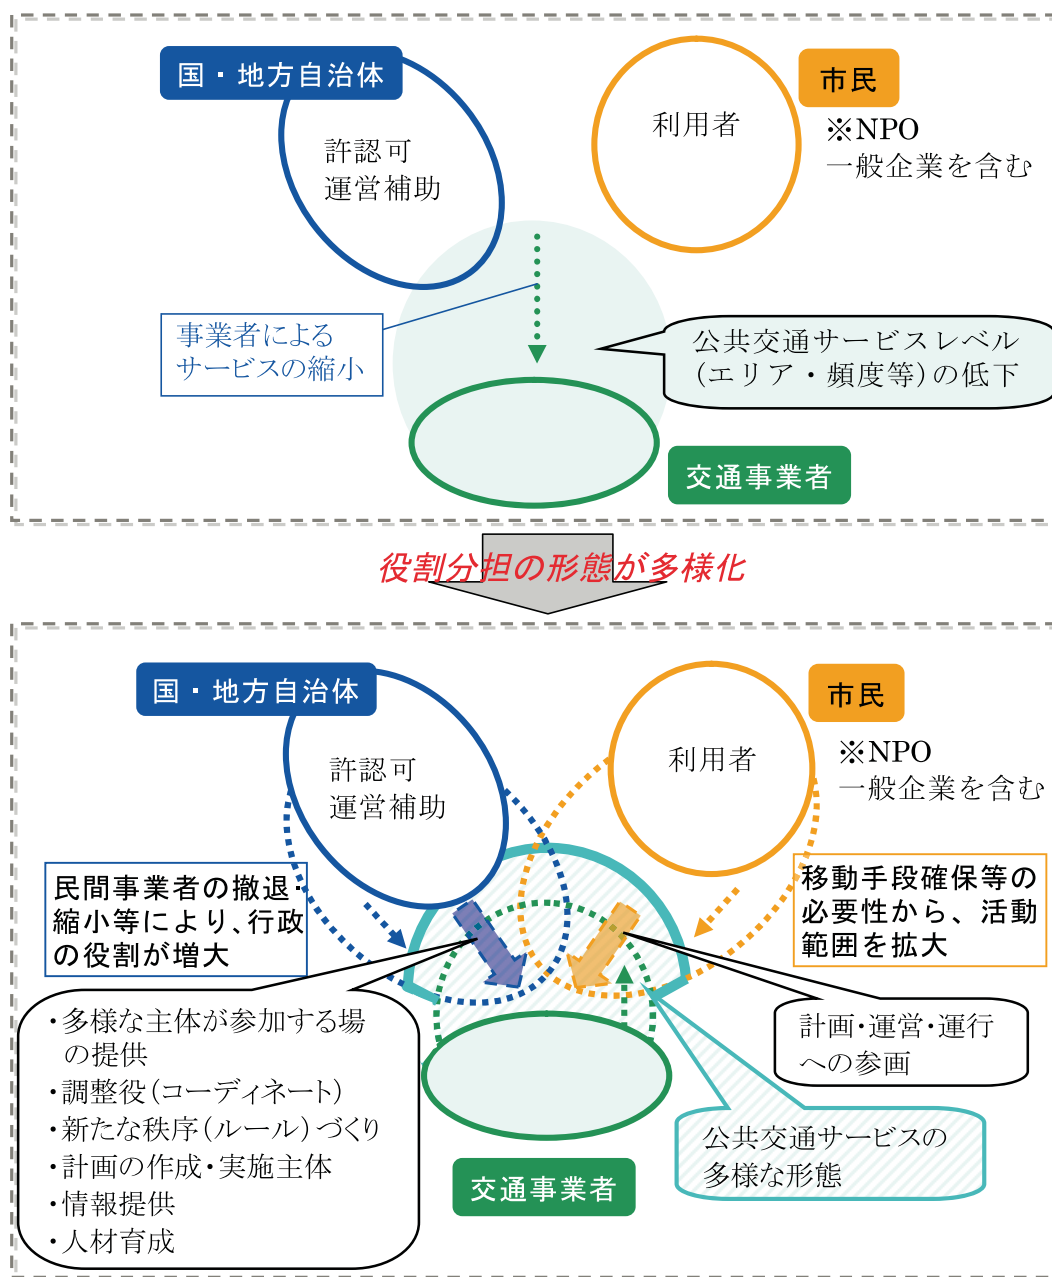 国・地方自治体
市民
許認可
運営補助
利用者
※NPO
一般企業を含む
事業者による
サービスの縮小
公共交通サービスレベル
(エリア・頻度等)の低下
交通事業者
役割分担の形態が多様化
国・地方自治体
市民
許認可
運営補助
利用者
※NPO
一般企業を含む
民間事業者の撤退・
縮小等により、行政
の役割が増大
移動手段確保等の
必要性から、活動
範囲を拡大
・多様な主体が参加する場
の提供
・調整役(コーディネート)
・新たな秩序(ルール)づくり
・計画の作成・実施主体
・情報提供
・人材育成
計画・運営・運行
への参画
公共交通サービスの
多様な形態
交通事業者